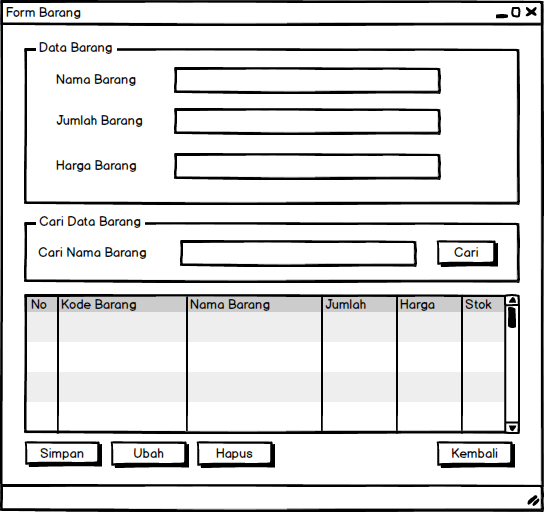 Form Barang
Data Barang
Nama Barang
Jumlah Barang
Harga Barang
Cari Data Barang
Cari Nama Barang Cari
No Kode Barang Nama Barang Jumlah Harga Stok
Simpan Ubah Hapus Kembali